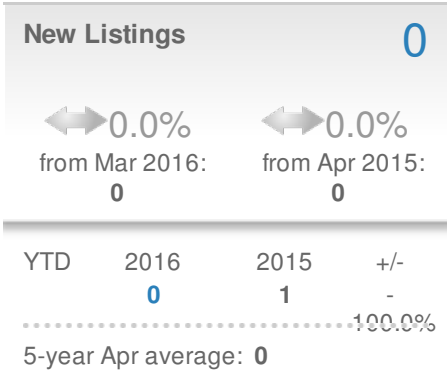 New Listings 0
0.0% 0.0%
from Mar 2016: from Apr 2015:
0 0
YTD 2016 2015 +/-
0 1 -
100.0%
5-year Apr average: 0